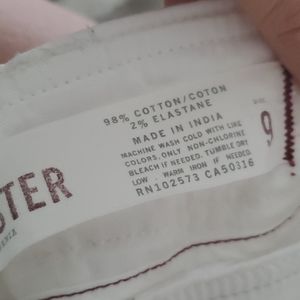 98% COTTON/COTON
2% ELASTANE
MADE IN INDIA
MACHINE WASH COLD WITH LIKE
COLORS, ONLY NON-CHLORINE
BLEACH IF NEEDED. TUMBLE DRY
LOW. WARM IRON IF NEEDED.
RN102573 CA50316
SIZE:
9
STER